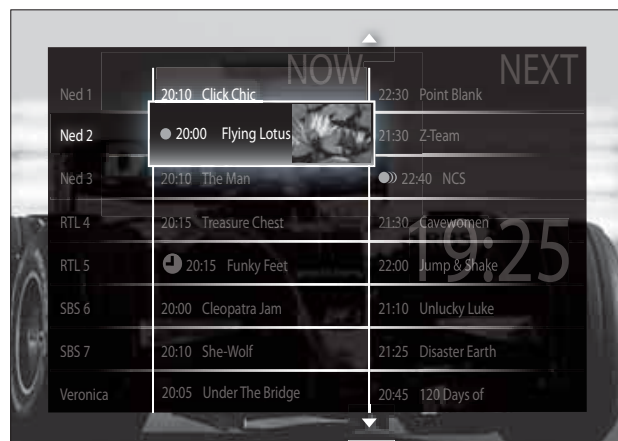 NOW NEXT
Ned 1 20:10 Click Chic 22:30 Point Blank
Ned 2 20:00 Flying Lotus 21:30 Z-Team
Ned 3 20:10 The Man 22:40 NCS
RTL 4 20:15 Treasure Chest 21:30 Cavewomen
19:25
RTL 5 20:15 Funky Feet 22:00 Jump & Shake
SBS 6 20:00 Cleopatra Jam 21:10 Unlucky Luke
SBS 7 20:10 She-Wolf 21:25 Disaster Earth
Veronica 20:05 Under The Bridge 20:45 120 Days of